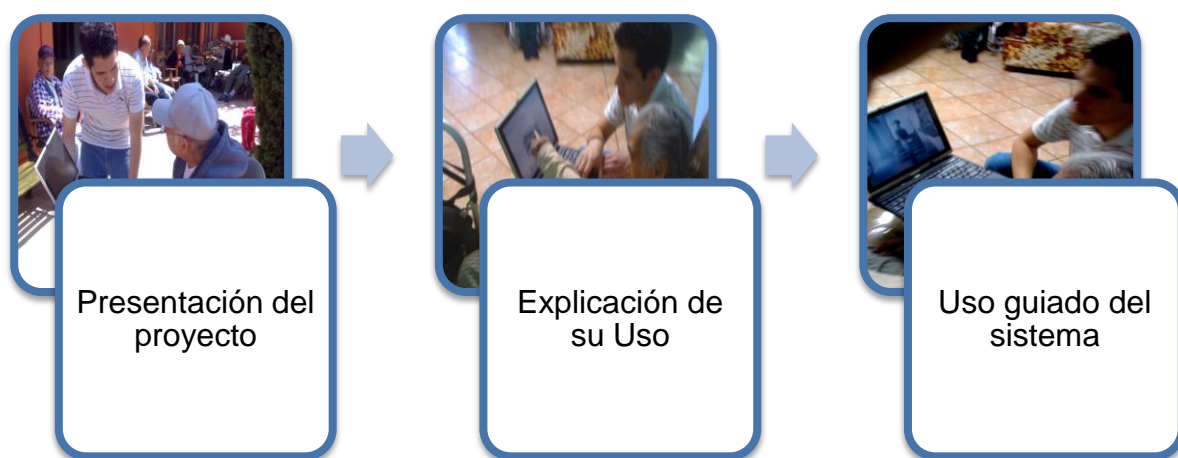 Presentación del
proyecto
Explicación de
su Uso
Uso guiado del
sistema